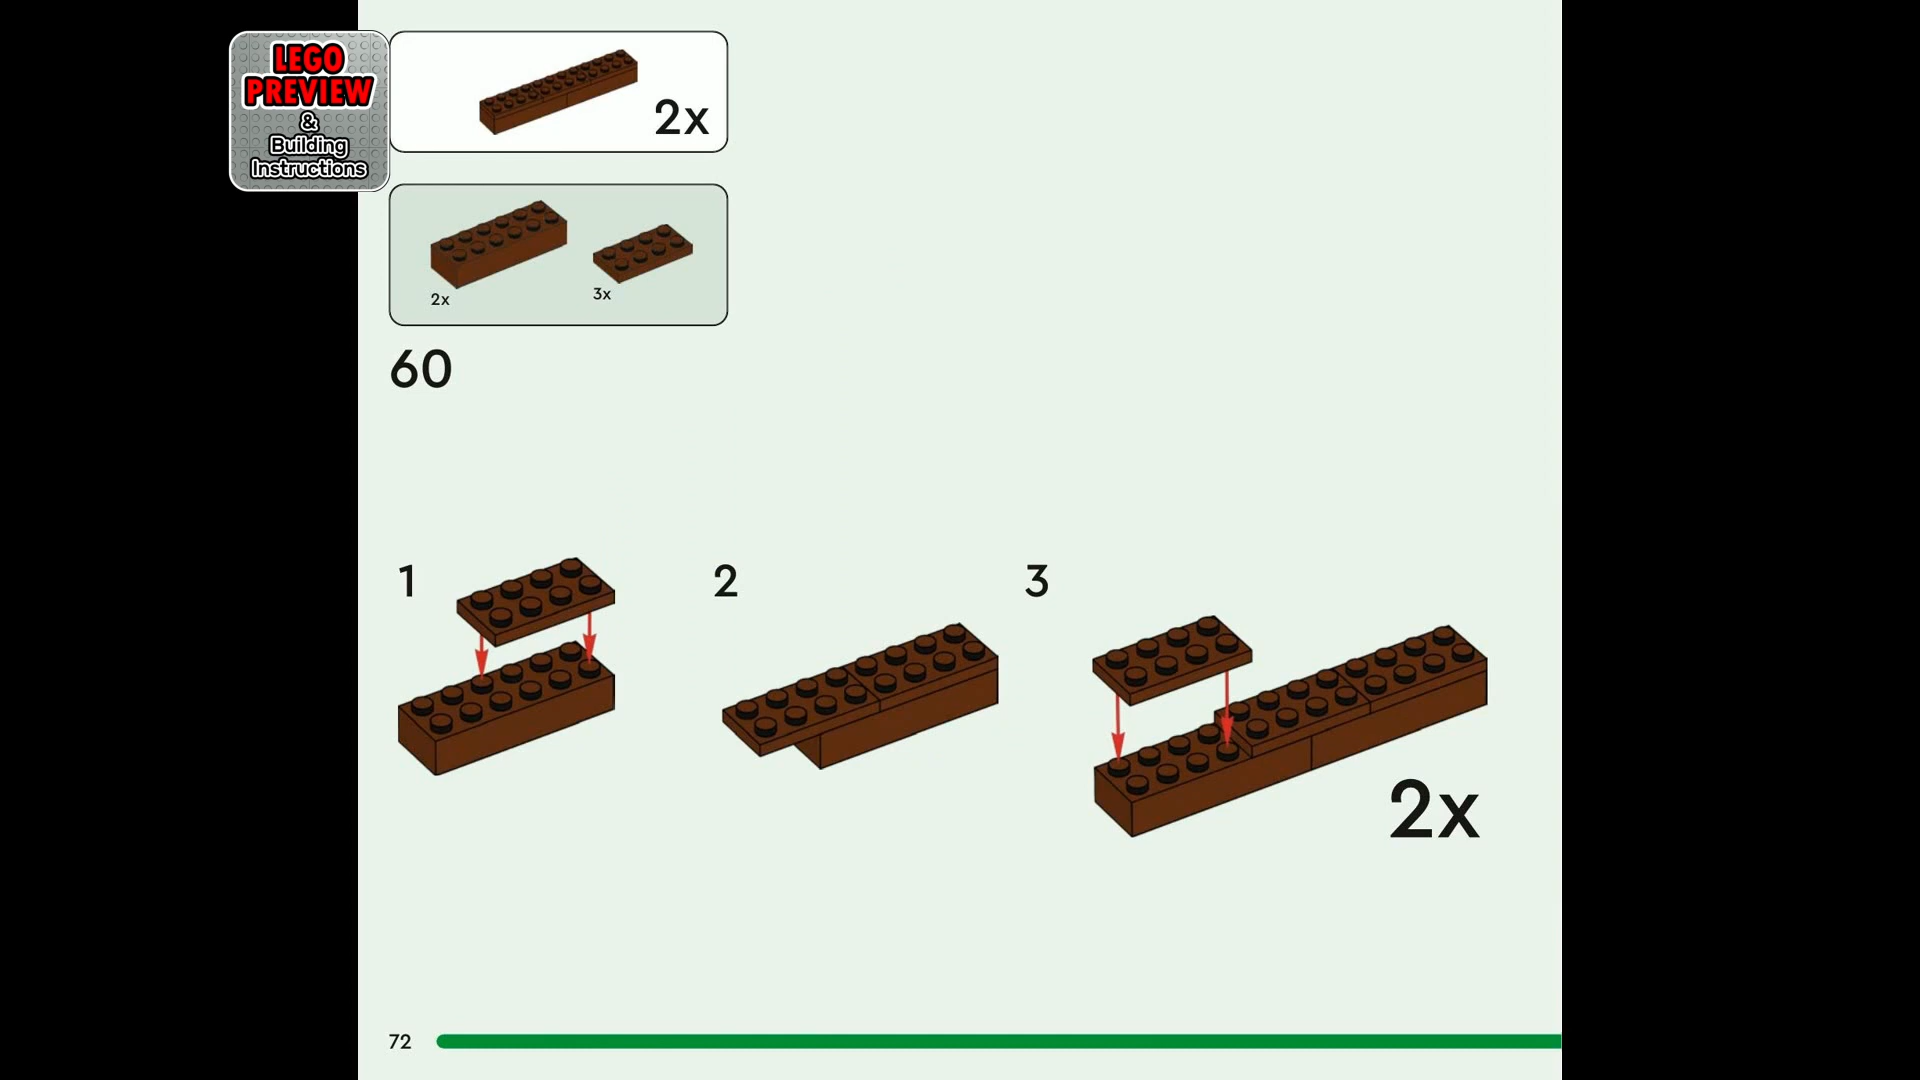 LEGO
PREVIEW
&
Building
Instructions
2x
2x
3x
60
1
2
3
2x
72